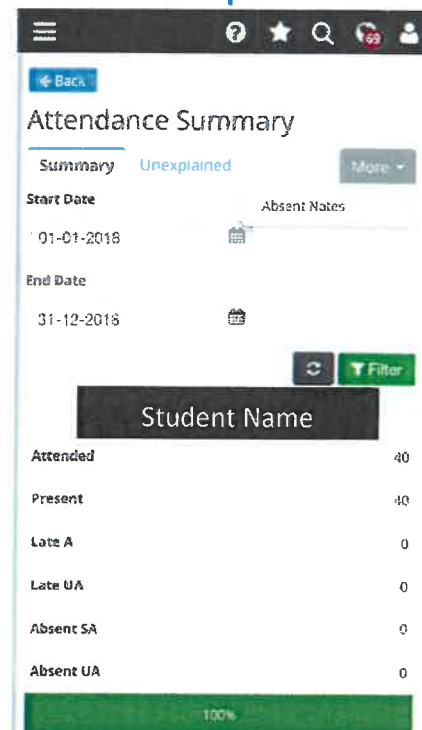 69
Back
Attendance Summary
Summary Unexplained More
Start Date Absent Notes
01-01-2018
End Date
31-12-2018
Filter
Student Name
Attended 40
Present 40
Late A 0
Late UA 0
Absent SA 0
Absent UA 0
100%